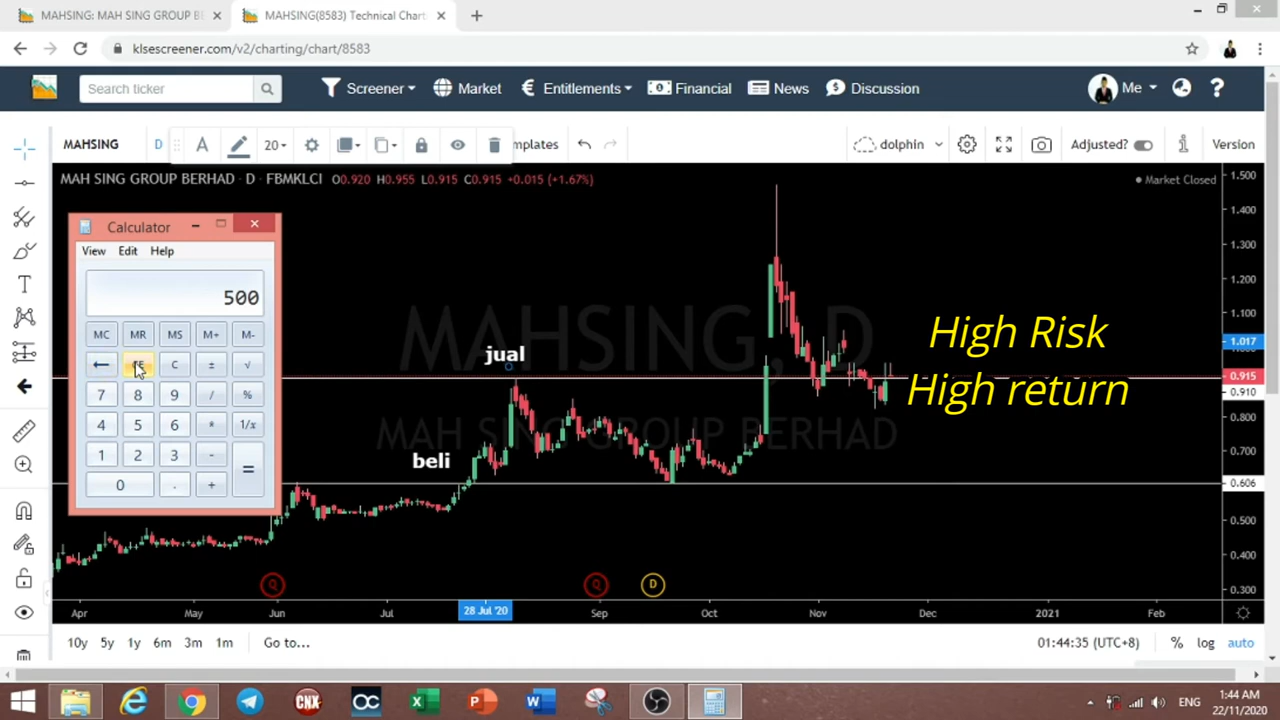 MAHSING: MAH SING GROUP BE
MAHSING(8583) Technical Chart
klsescreener.com/v2/charting/chart/8583
Search ticker
Screener
Market
Entitlements
Financial
News
Discussion
Me
MAHSING
D
20
mplates
dolphin
Adjusted?
Version
MAH SING GROUP BERHAD · D · FBMKLCI O0.920 H0.955 L0.915 C0.915 +0.015 (+1.67%)
Market Closed
Calculator
View Edit Help
500
MC MR MS M+ M-
← C ± √
7 8 9 / %
4 5 6 * 1/x
1 2 3 - =
0 . +
MAHSING, D
MAH SING GROUP BERHAD
jual
beli
High Risk
High return
1.500
1.400
1.300
1.200
1.100
1.017
0.915
0.910
0.800
0.700
0.606
0.500
0.400
0.300
Q
Q
D
Apr May Jun Jul 28 Jul '20 Sep Oct Nov Dec 2021 Feb
10y 5y 1y 6m 3m 1m Go to...
01:44:35 (UTC+8) % log auto
CNX
OC
ENG
1:44 AM
22/11/2020